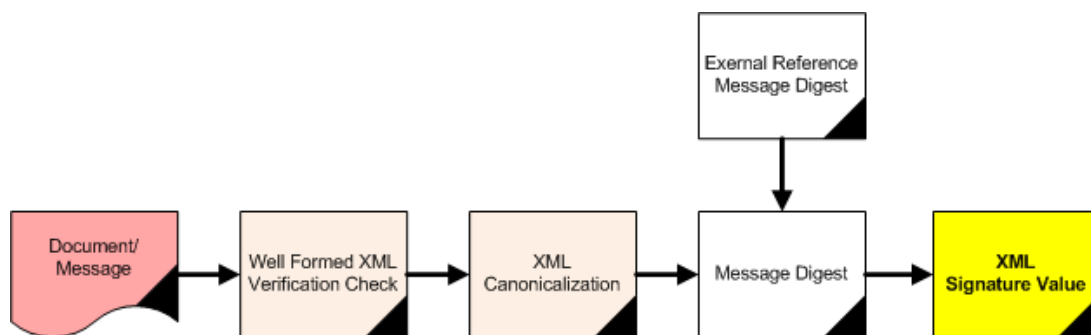 Exernal Reference
Message Digest
Document/
Message
Well Formed XML
Verification Check
XML
Canonicalization
Message Digest
XML
Signature Value